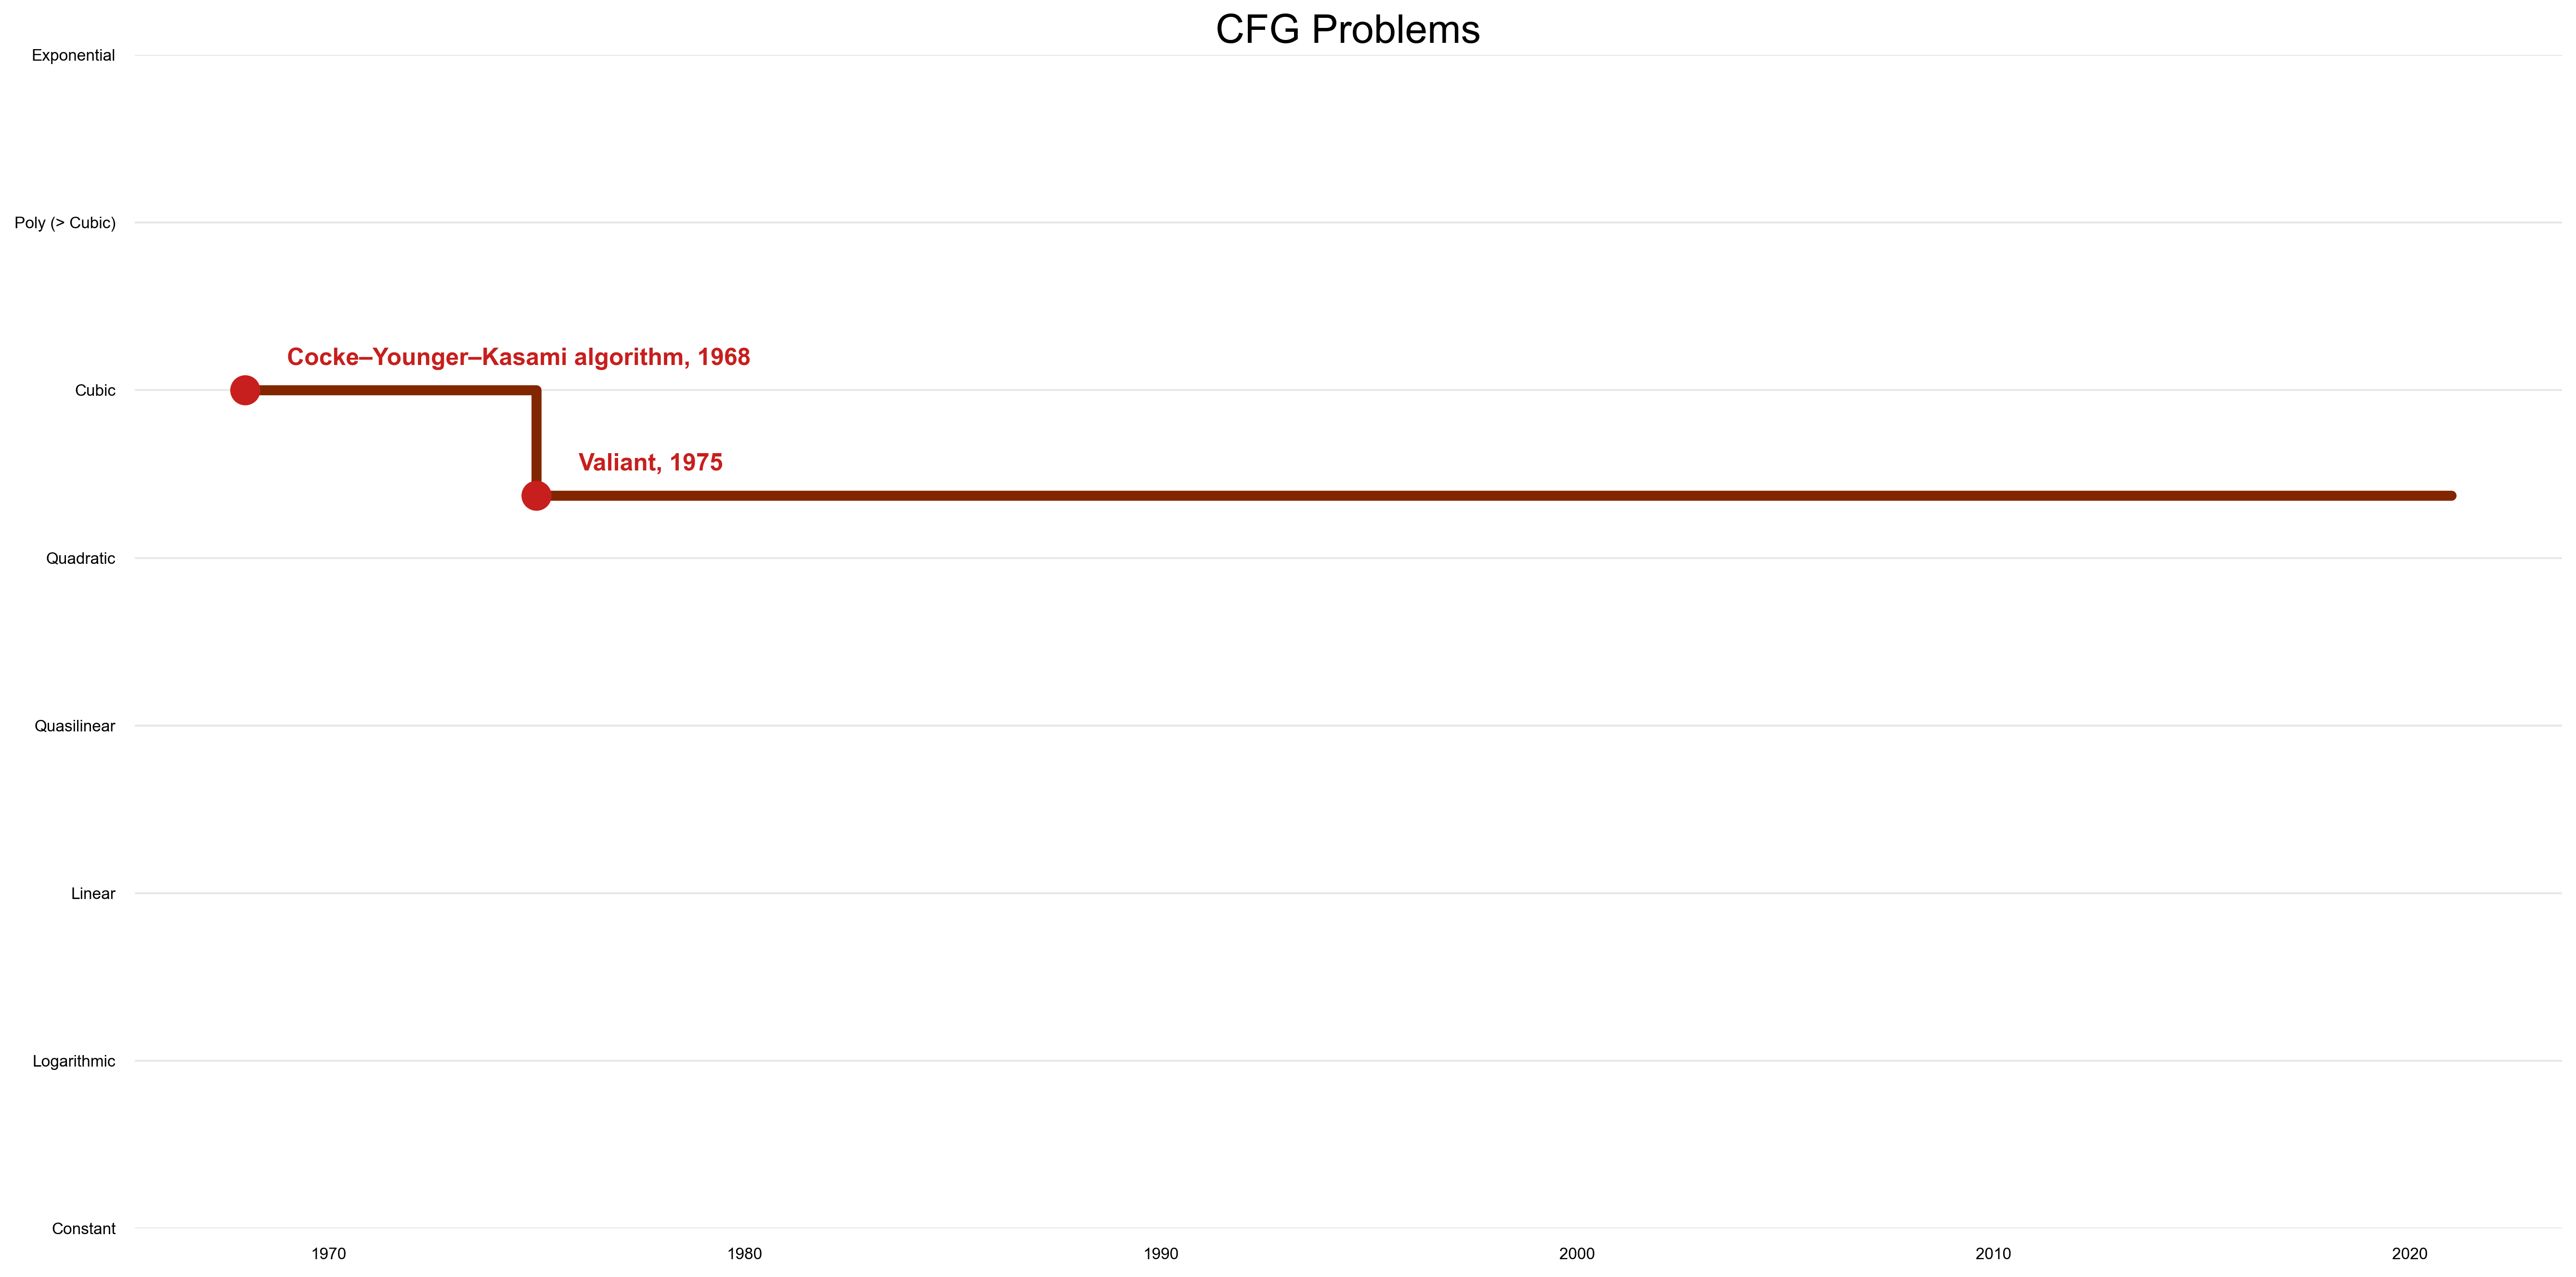 CFG Problems
Exponential
Poly (> Cubic)
Cocke–Younger–Kasami algorithm, 1968
Cubic
Valiant, 1975
Quadratic
Quasilinear
Linear
Logarithmic
Constant
1970 1980 1990 2000 2010 2020